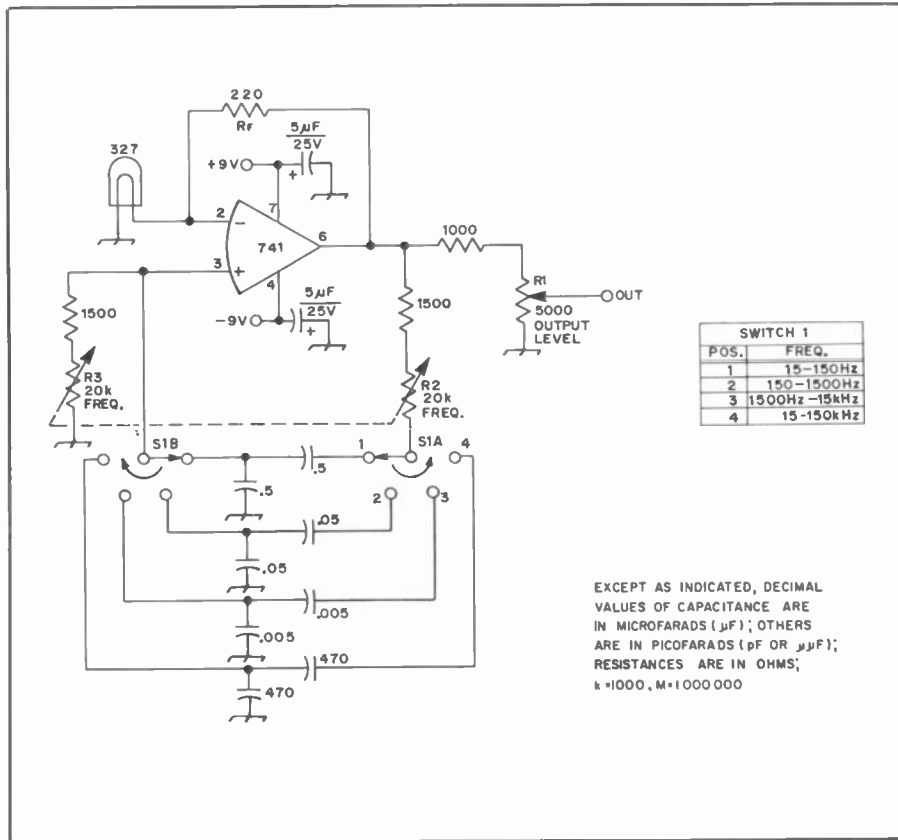 220
RF
327
5µF
25V
+
+9V
7
2
−
741
6
3
+
4
−9V
5µF
25V
+
1000
R1
5000
OUTPUT
LEVEL
OUT
1500
R3
20k
FREQ.
1500
R2
20k
FREQ.
SWITCH 1
POS. FREQ.
1 15-150Hz
2 150-1500Hz
3 1500Hz-15kHz
4 15-150kHz
S1B
.5
1
S1A
4
.5
2
3
.05
.05
.005
.005
470
470
EXCEPT AS INDICATED, DECIMAL
VALUES OF CAPACITANCE ARE
IN MICROFARADS (µF); OTHERS
ARE IN PICOFARADS (pF OR µµF);
RESISTANCES ARE IN OHMS;
k=1000, M=1000000